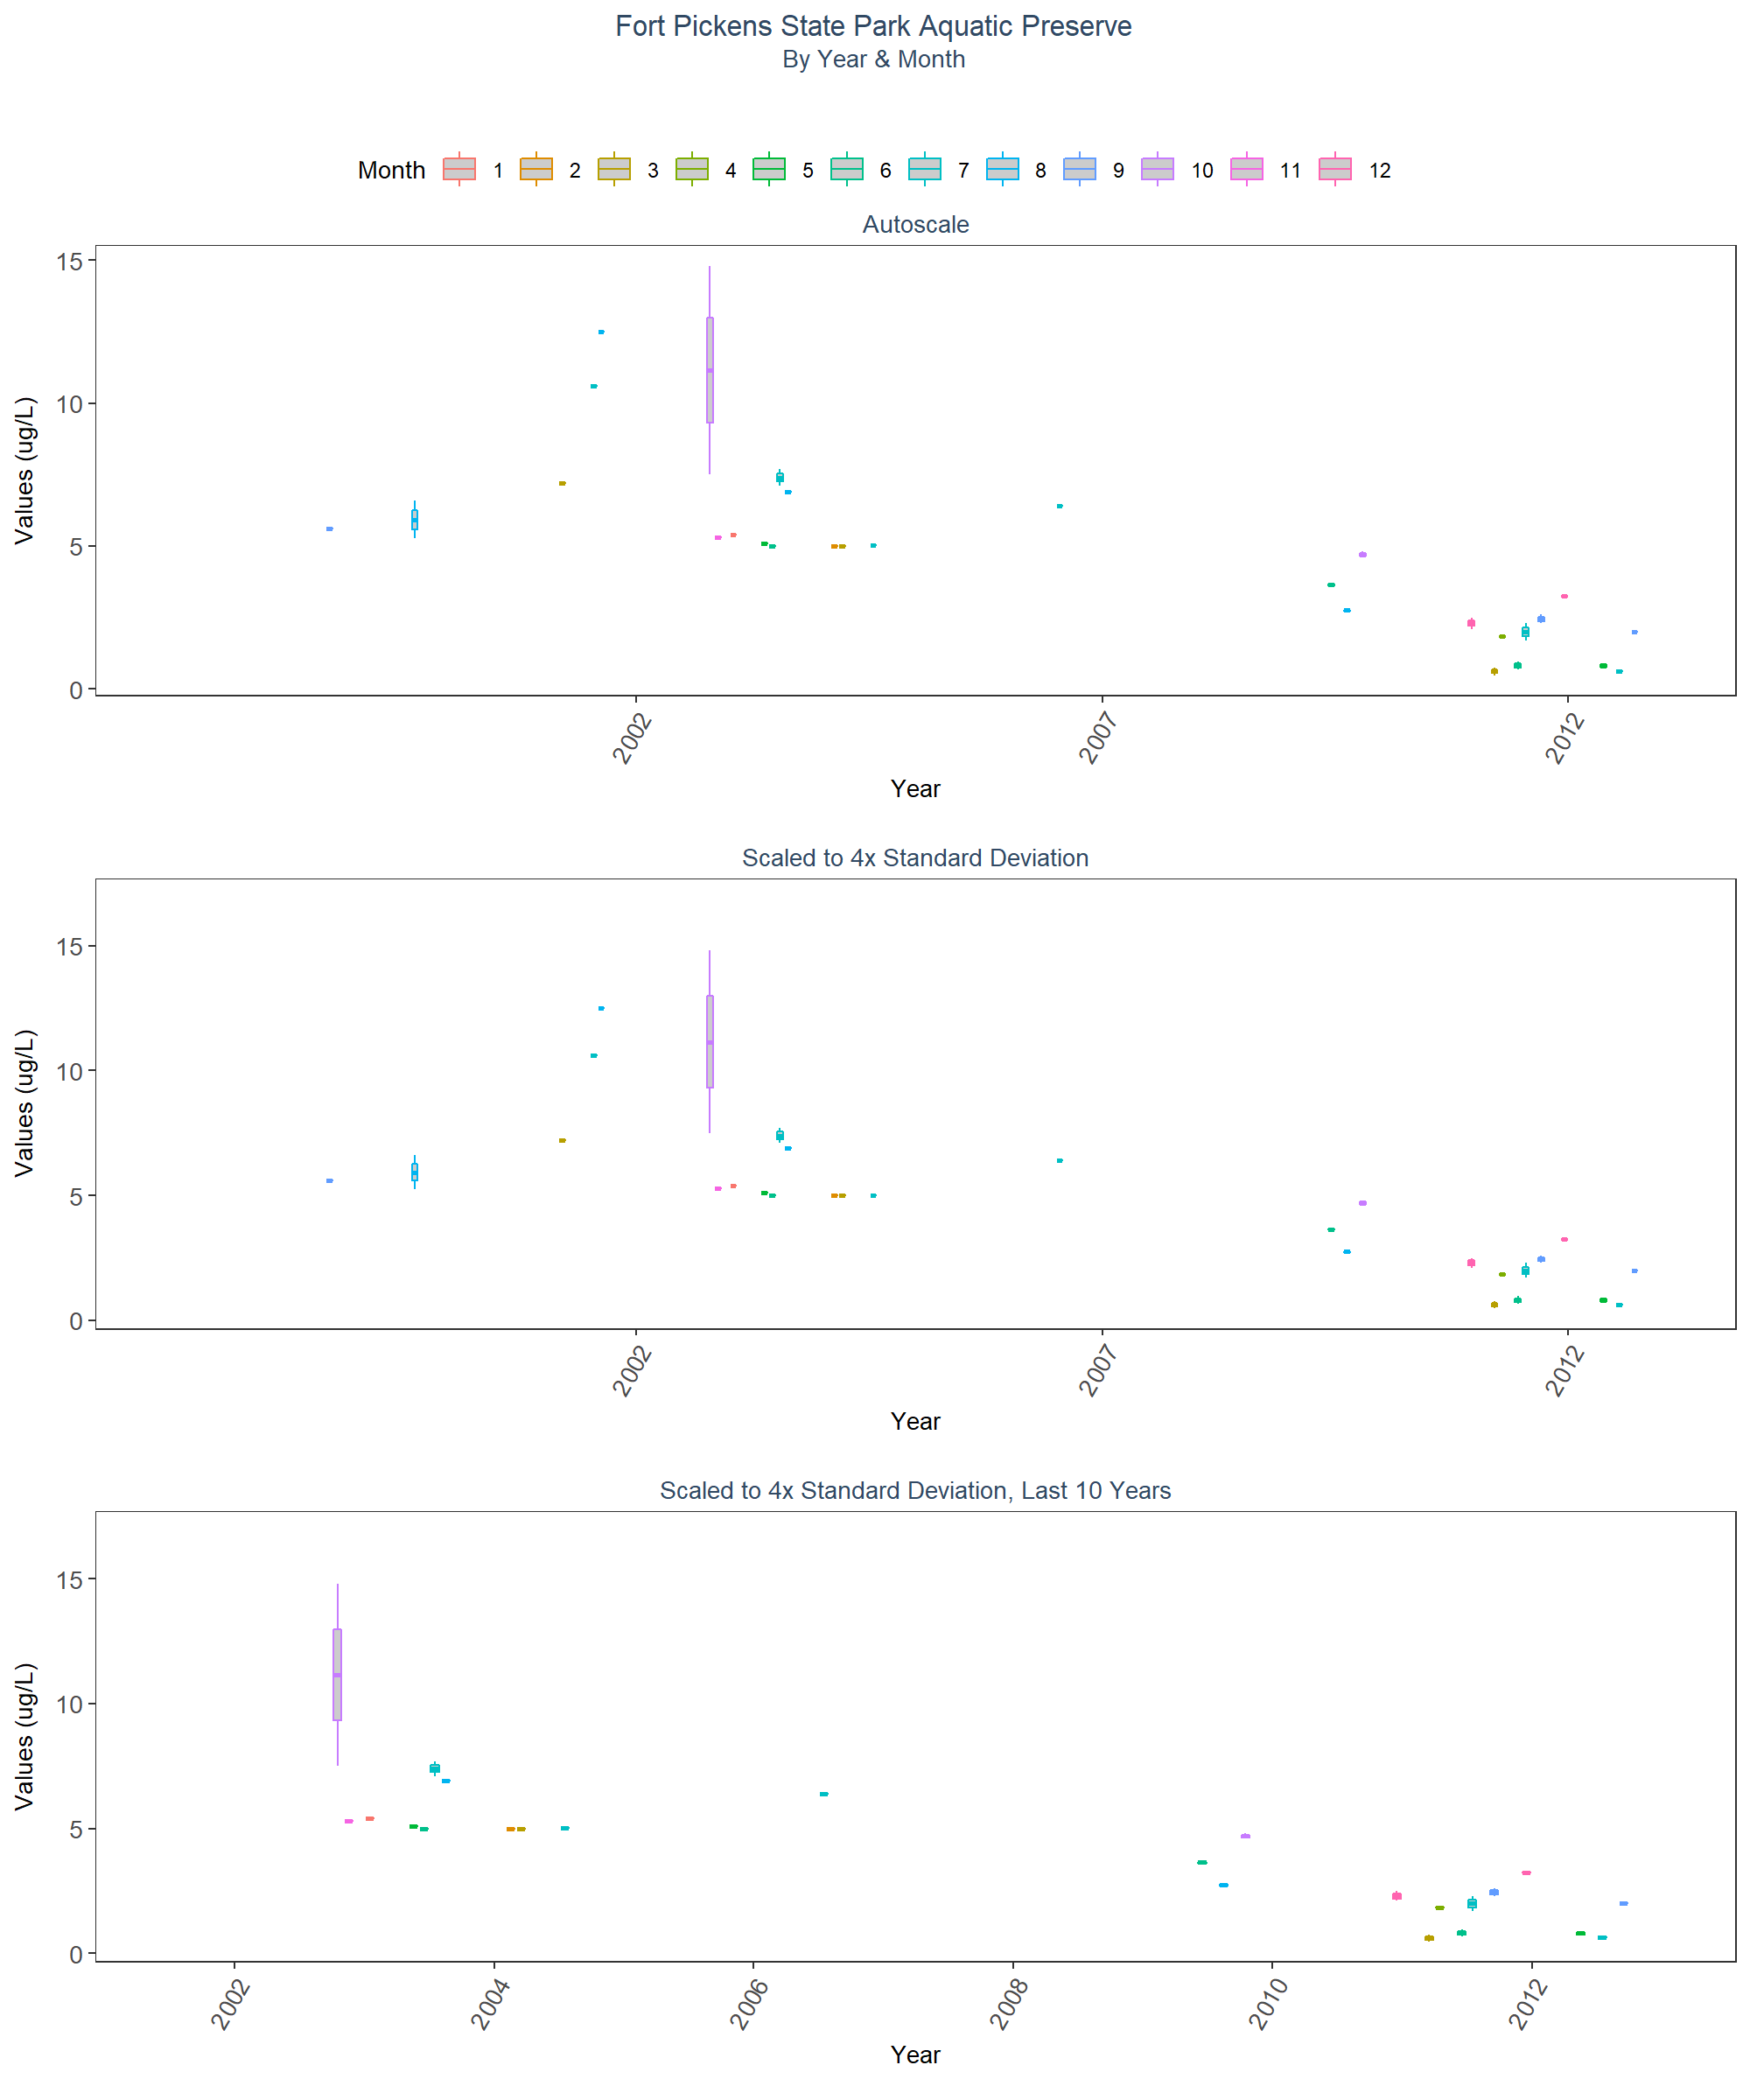 Fort Pickens State Park Aquatic Preserve
By Year & Month
Month 1 2 3 4 5 6 7 8 9 10 11 12
Autoscale
Values (ug/L)
15
10
5
0
2002 2007 2012
Year
Scaled to 4x Standard Deviation
Values (ug/L)
15
10
5
0
2002 2007 2012
Year
Scaled to 4x Standard Deviation, Last 10 Years
Values (ug/L)
15
10
5
0
2002 2004 2006 2008 2010 2012
Year